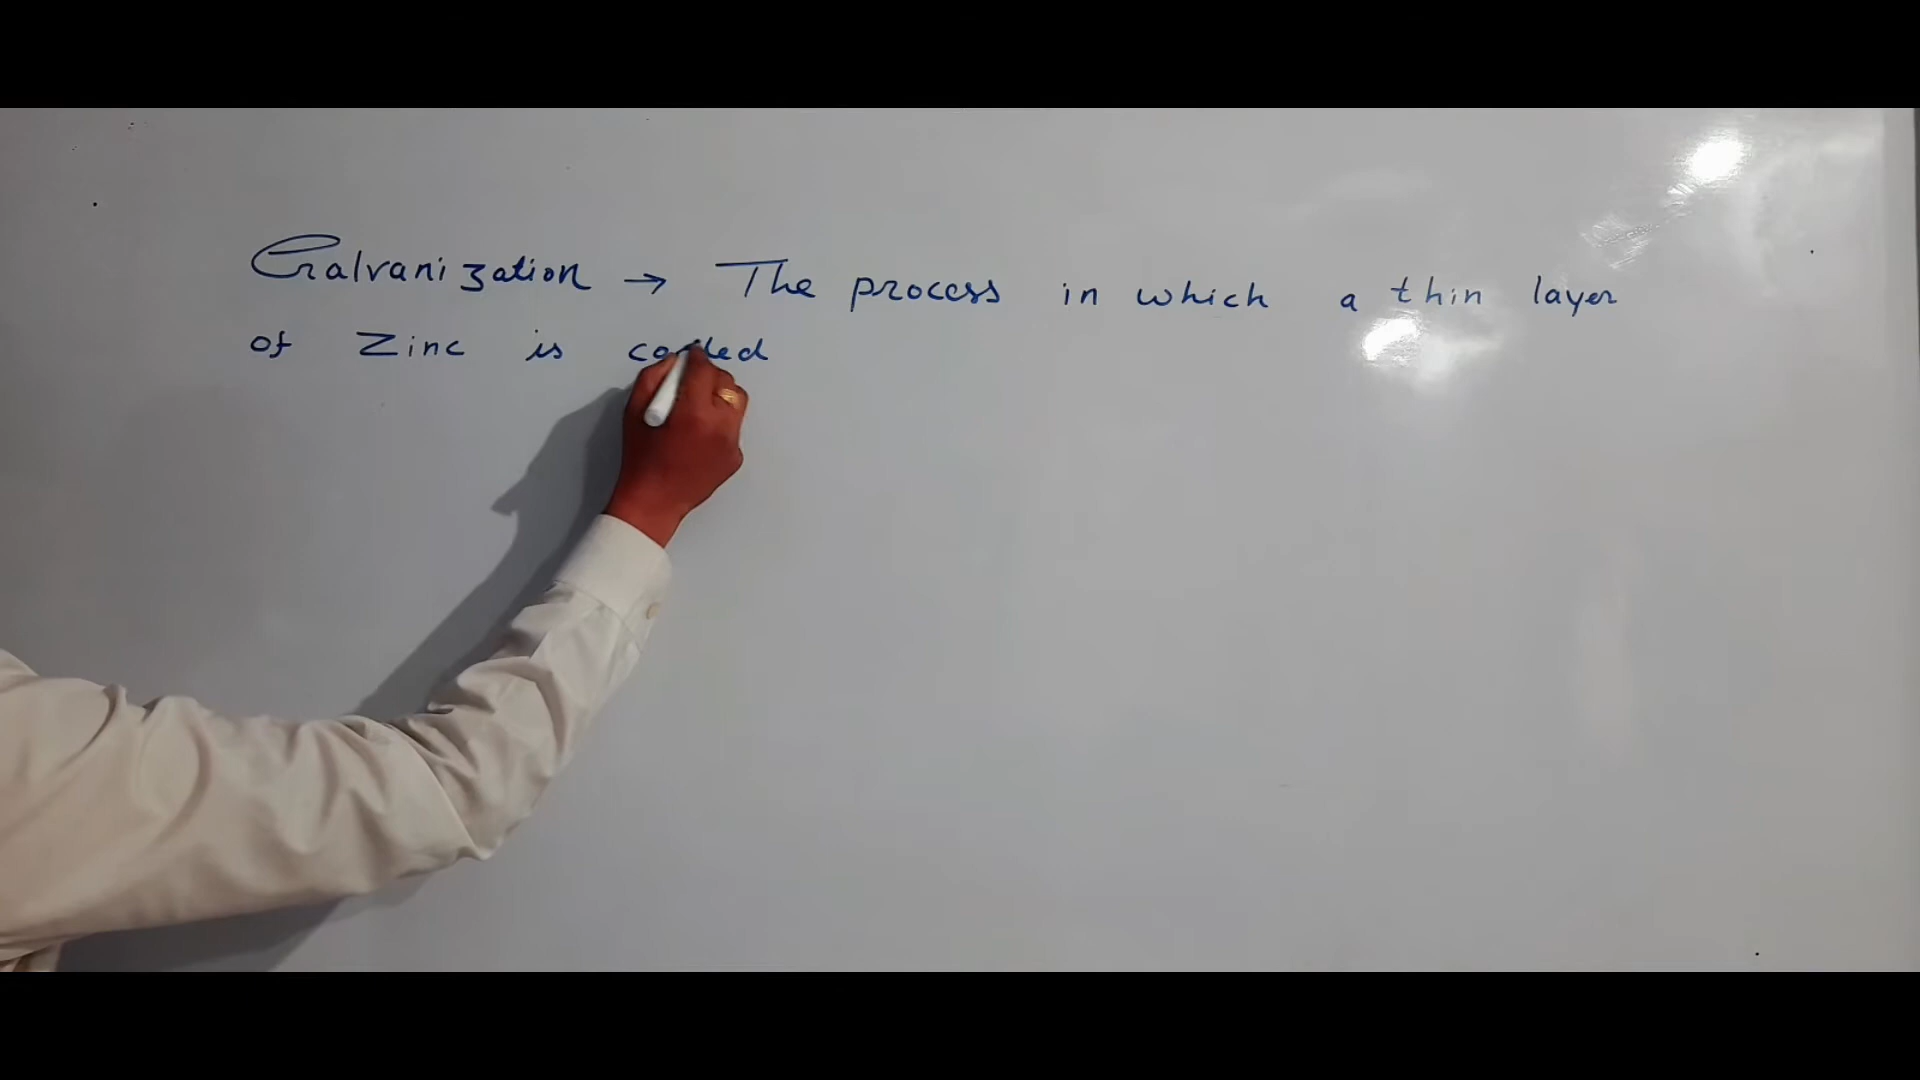 Galvanization → The process in which a thin layer
of Zinc is coated